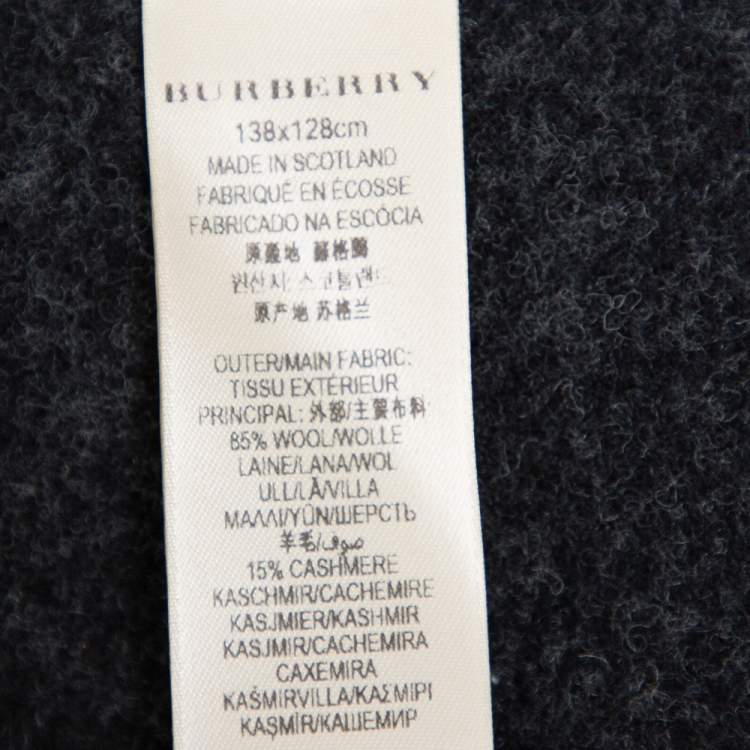 BURBERRY
138x128cm
MADE IN SCOTLAND
FABRIQUÉ EN ÉCOSSE
FABRICADO NA ESCÓCIA
原產地 蘇格蘭
원산지: 스코틀랜드
原产地 苏格兰
OUTER/MAIN FABRIC:
TISSU EXTÉRIEUR
PRINCIPAL: 外部/主要布料
85% WOOL/WOLLE
LAINE/LANA/WOL
ULL/LÃ/VILLA
ΜΑΛΛΙ/YÜN/ШЕРСТЬ
羊毛/صوف
15% CASHMERE
KASCHMIR/CACHEMIRE
KASJMIER/KASHMIR
KASJMIR/CACHEMIRA
CAXEMIRA
KAŠMIRVILLA/ΚΑΣΜΙΡΙ
KAŞMİR/КАШЕМИР